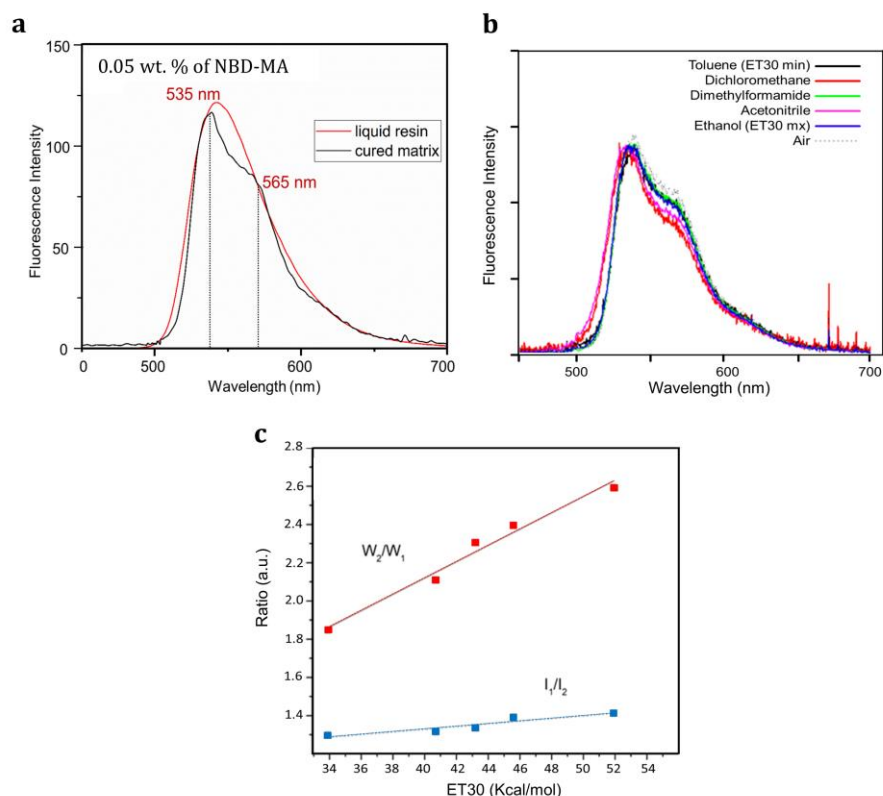 a
0.05 wt. % of NBD-MA
535 nm
565 nm
liquid resin
cured matrix
150
100
50
0
0
500
600
700
Fluorescence Intensity
Wavelength (nm)
b
Toluene (ET30 min)
Dichloromethane
Dimethylformamide
Acetonitrile
Ethanol (ET30 mx)
Air
Fluorescence Intensity
500
600
700
Wavelength (nm)
c
2.8
2.6
2.4
2.2
2.0
1.8
1.6
1.4
W2/W1
I1/I2
Ratio (a.u.)
34 36 38 40 42 44 46 48 50 52 54
ET30 (Kcal/mol)